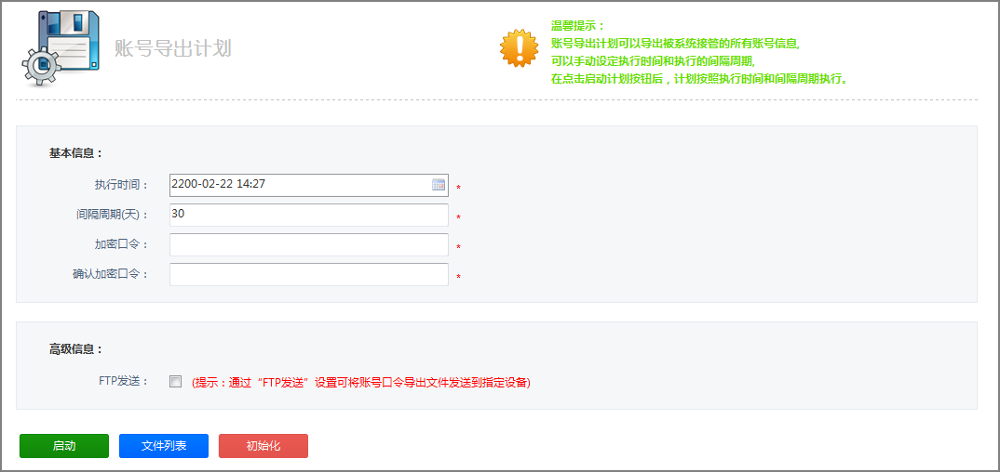 账号导出计划
温馨提示：
账号导出计划可以导出被系统接管的所有账号信息,
可以手动设定执行时间和执行的间隔周期,
在点击启动计划按钮后，计划按照执行时间和间隔周期执行。
基本信息：
执行时间： 2200-02-22 14:27 *
间隔周期(天)： 30 *
加密口令： *
确认加密口令： *
高级信息：
FTP发送： (提示：通过“FTP发送”设置可将账号口令导出文件发送到指定设备)
启动 文件列表 初始化